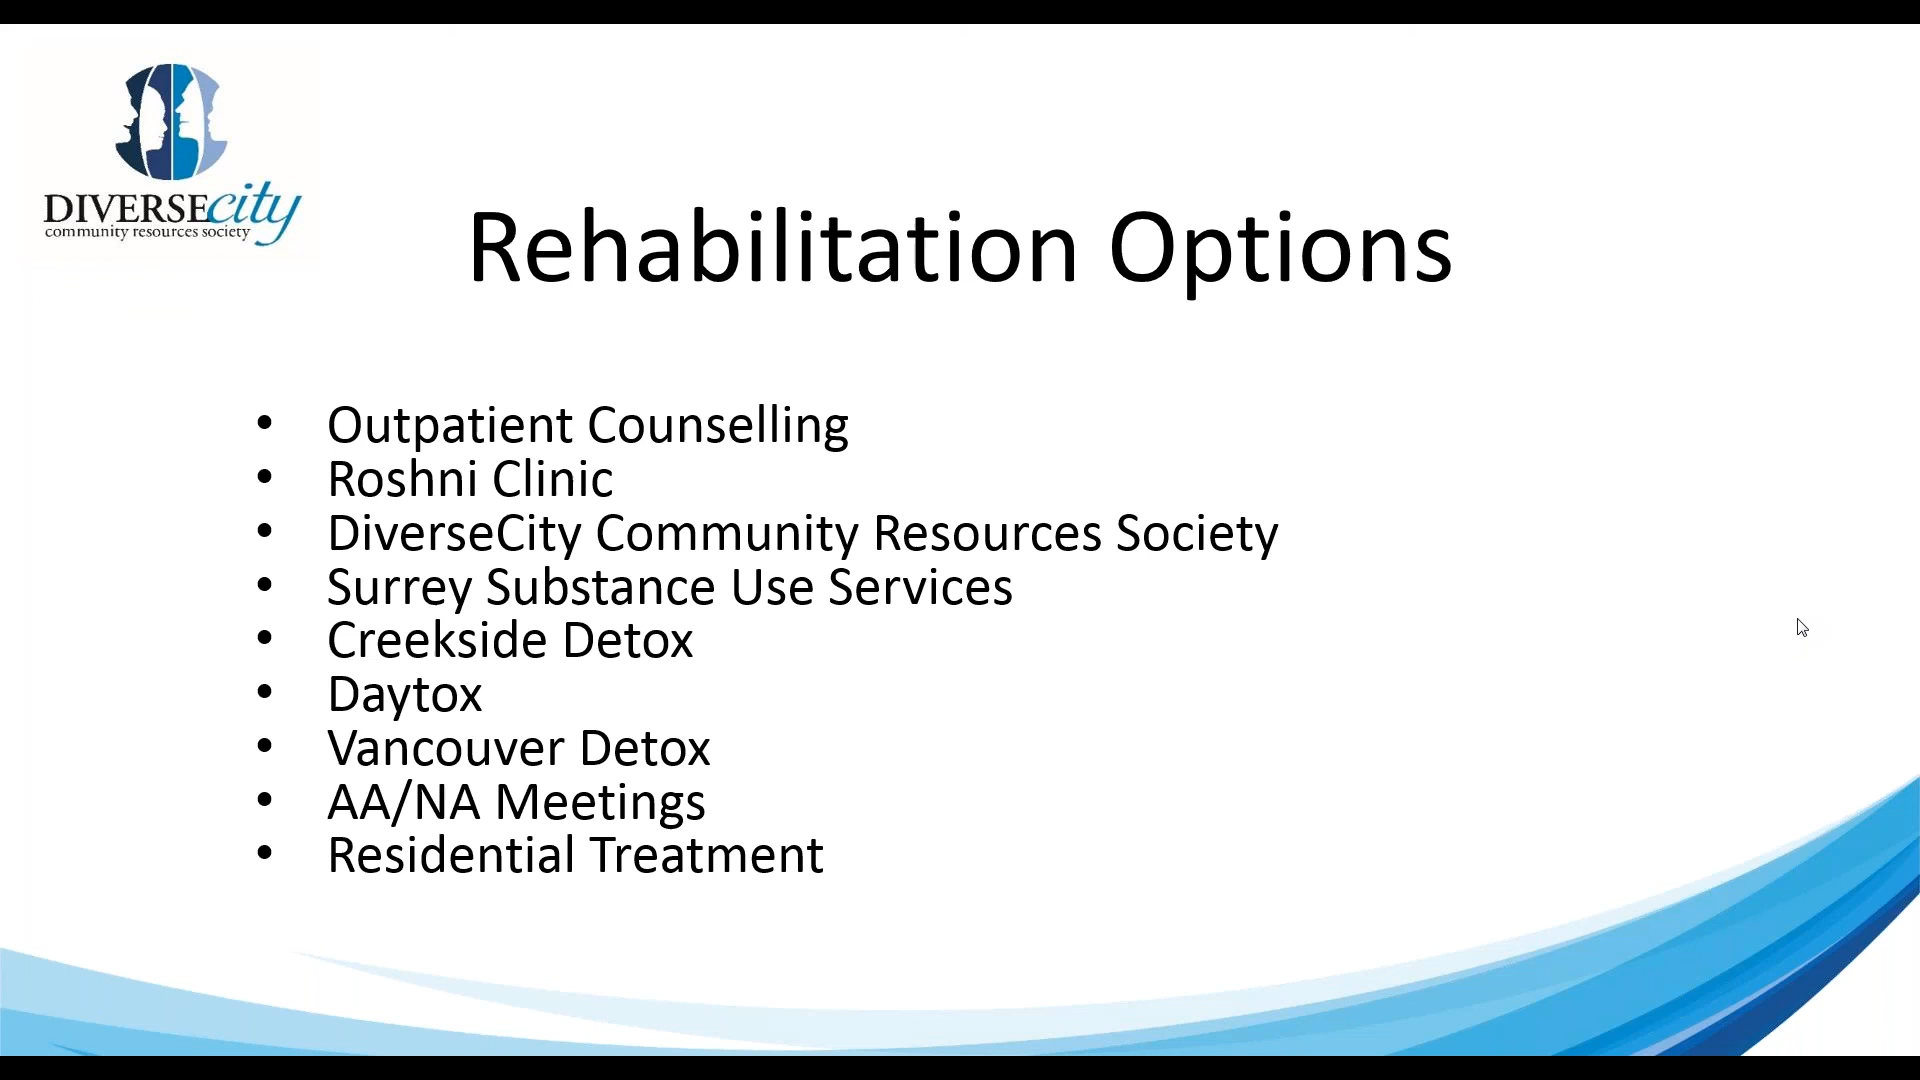 DIVERSEcity
community resources society
Rehabilitation Options
• Outpatient Counselling
• Roshni Clinic
• DiverseCity Community Resources Society
• Surrey Substance Use Services
• Creekside Detox
• Daytox
• Vancouver Detox
• AA/NA Meetings
• Residential Treatment